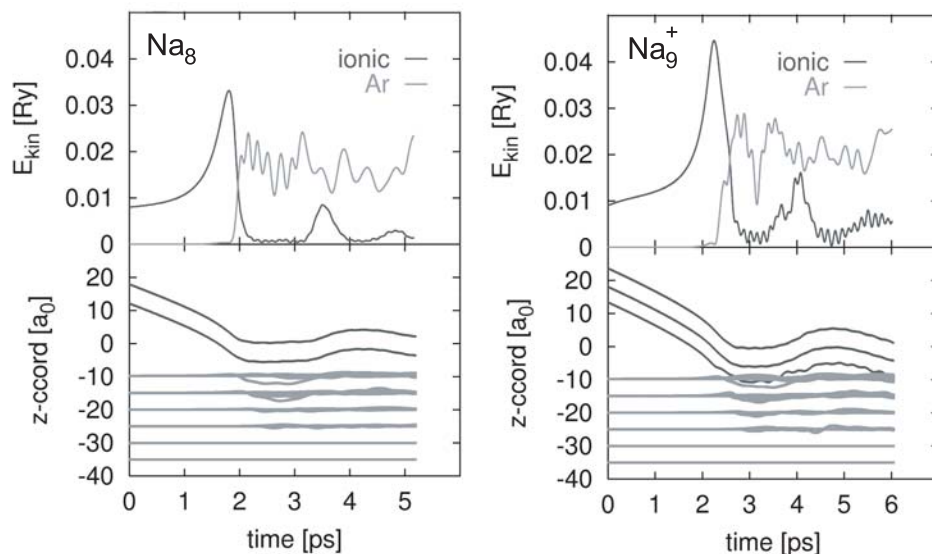 Na8
ionic
Ar
Ekin [Ry]
0.04
0.03
0.02
0.01
0
z-ccord [a0]
20
10
0
-10
-20
-30
-40
0 1 2 3 4 5
time [ps]
Na9+
ionic
Ar
Ekin [Ry]
0.04
0.03
0.02
0.01
0
z-ccord [a0]
20
10
0
-10
-20
-30
-40
0 1 2 3 4 5 6
time [ps]